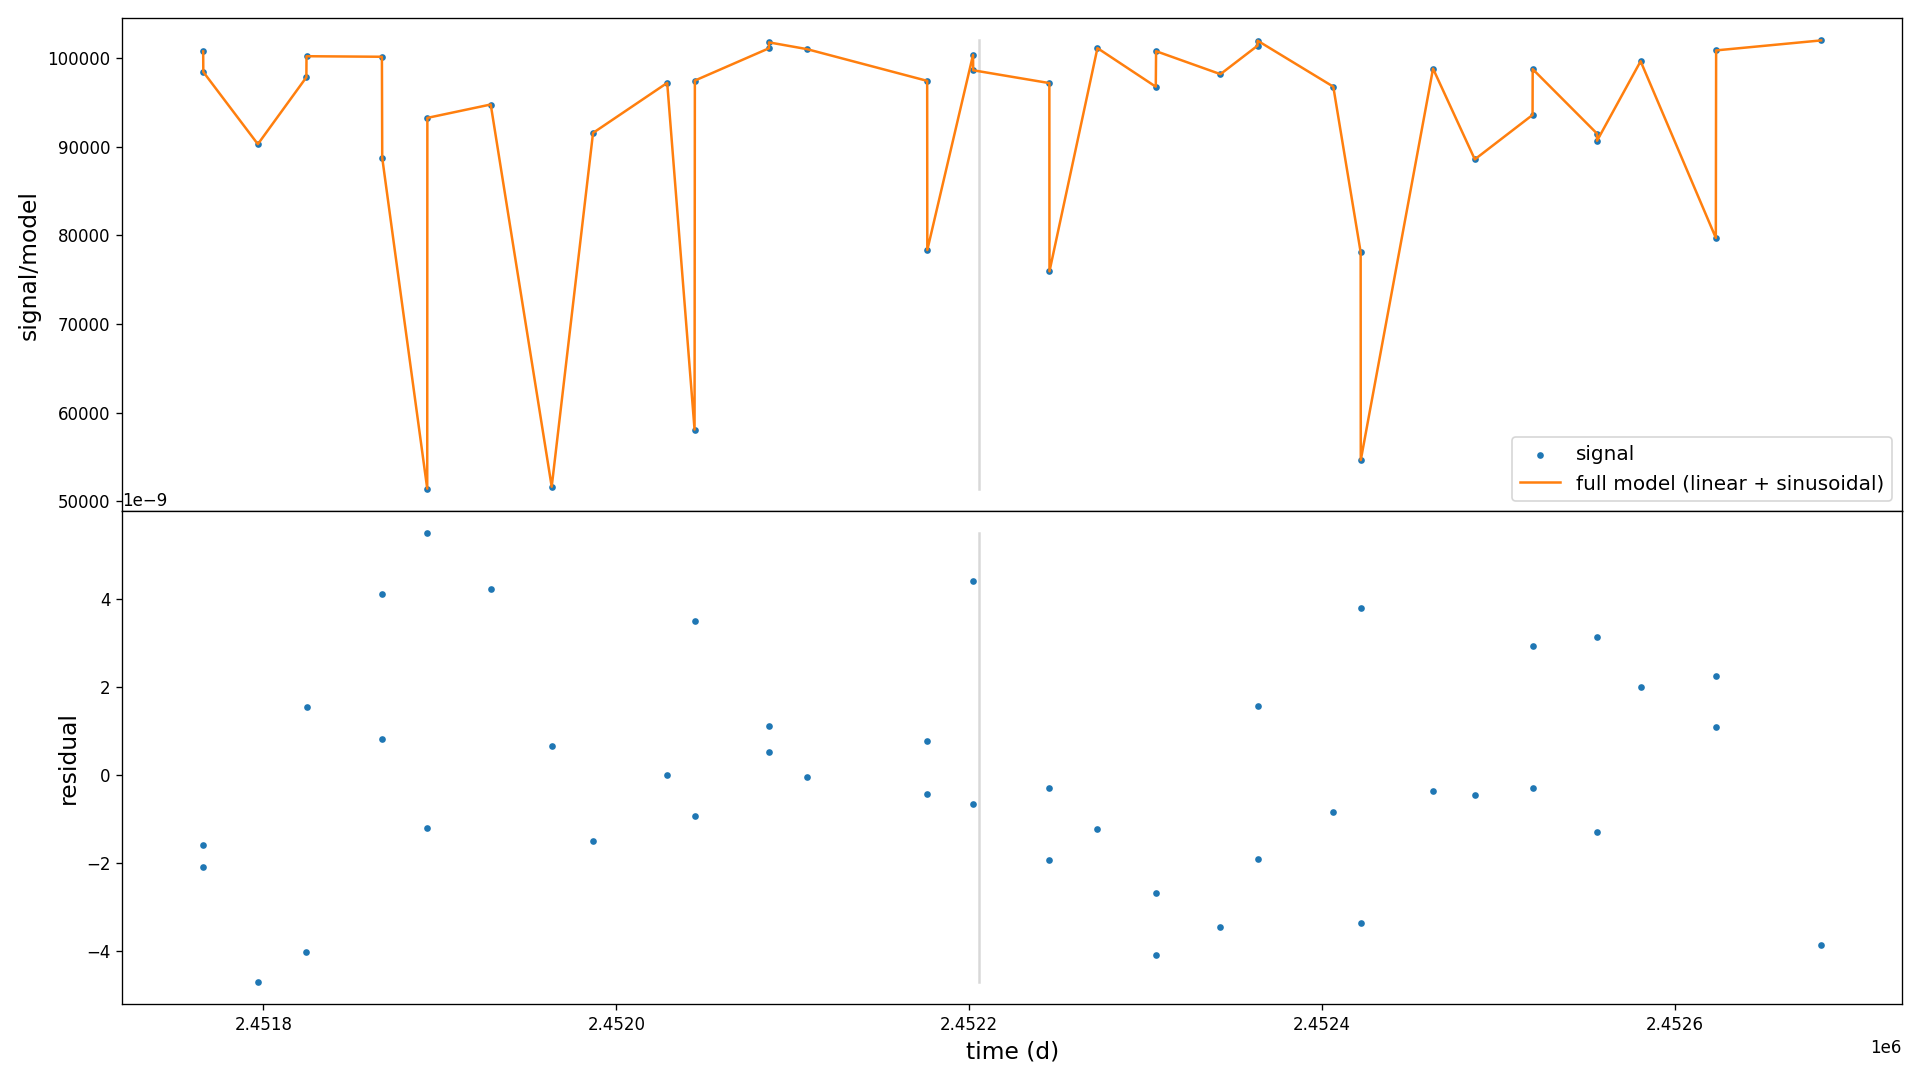 100000
90000
80000
70000
60000
50000
signal/model
signal
full model (linear + sinusoidal)
1e−9
4
2
0
−2
−4
residual
2.4518
2.4520
2.4522
2.4524
2.4526
time (d)
1e6